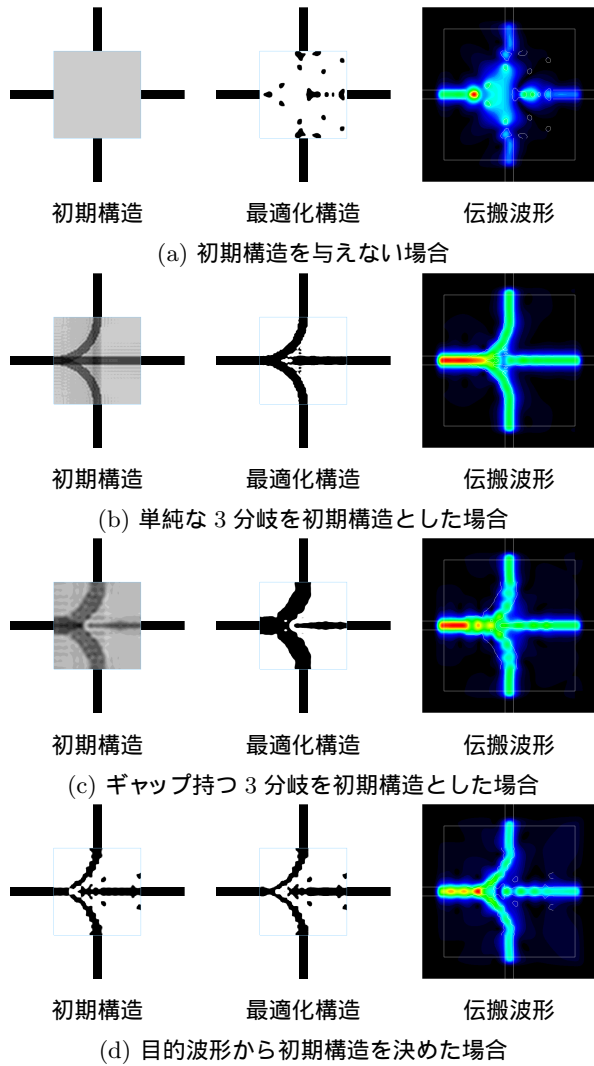 初期構造 最適化構造 伝搬波形
(a) 初期構造を与えない場合
初期構造 最適化構造 伝搬波形
(b) 単純な 3 分岐を初期構造とした場合
初期構造 最適化構造 伝搬波形
(c) ギャップ持つ 3 分岐を初期構造とした場合
初期構造 最適化構造 伝搬波形
(d) 目的波形から初期構造を決めた場合